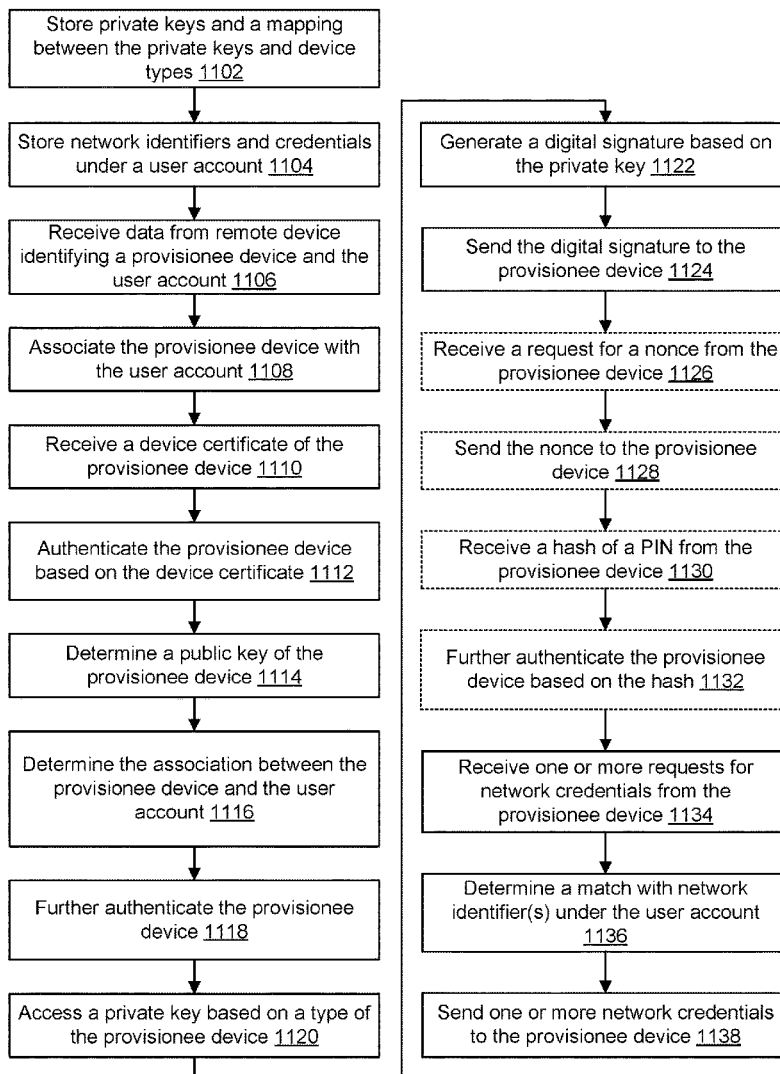 Store private keys and a mapping
between the private keys and device
types 1102
Store network identifiers and credentials
under a user account 1104
Receive data from remote device
identifying a provisionee device and the
user account 1106
Associate the provisionee device with
the user account 1108
Receive a device certificate of the
provisionee device 1110
Authenticate the provisionee device
based on the device certificate 1112
Determine a public key of the
provisionee device 1114
Determine the association between the
provisionee device and the user
account 1116
Further authenticate the provisionee
device 1118
Access a private key based on a type of
the provisionee device 1120
Generate a digital signature based on
the private key 1122
Send the digital signature to the
provisionee device 1124
Receive a request for a nonce from the
provisionee device 1126
Send the nonce to the provisionee
device 1128
Receive a hash of a PIN from the
provisionee device 1130
Further authenticate the provisionee
device based on the hash 1132
Receive one or more requests for
network credentials from the
provisionee device 1134
Determine a match with network
identifier(s) under the user account
1136
Send one or more network credentials
to the provisionee device 1138